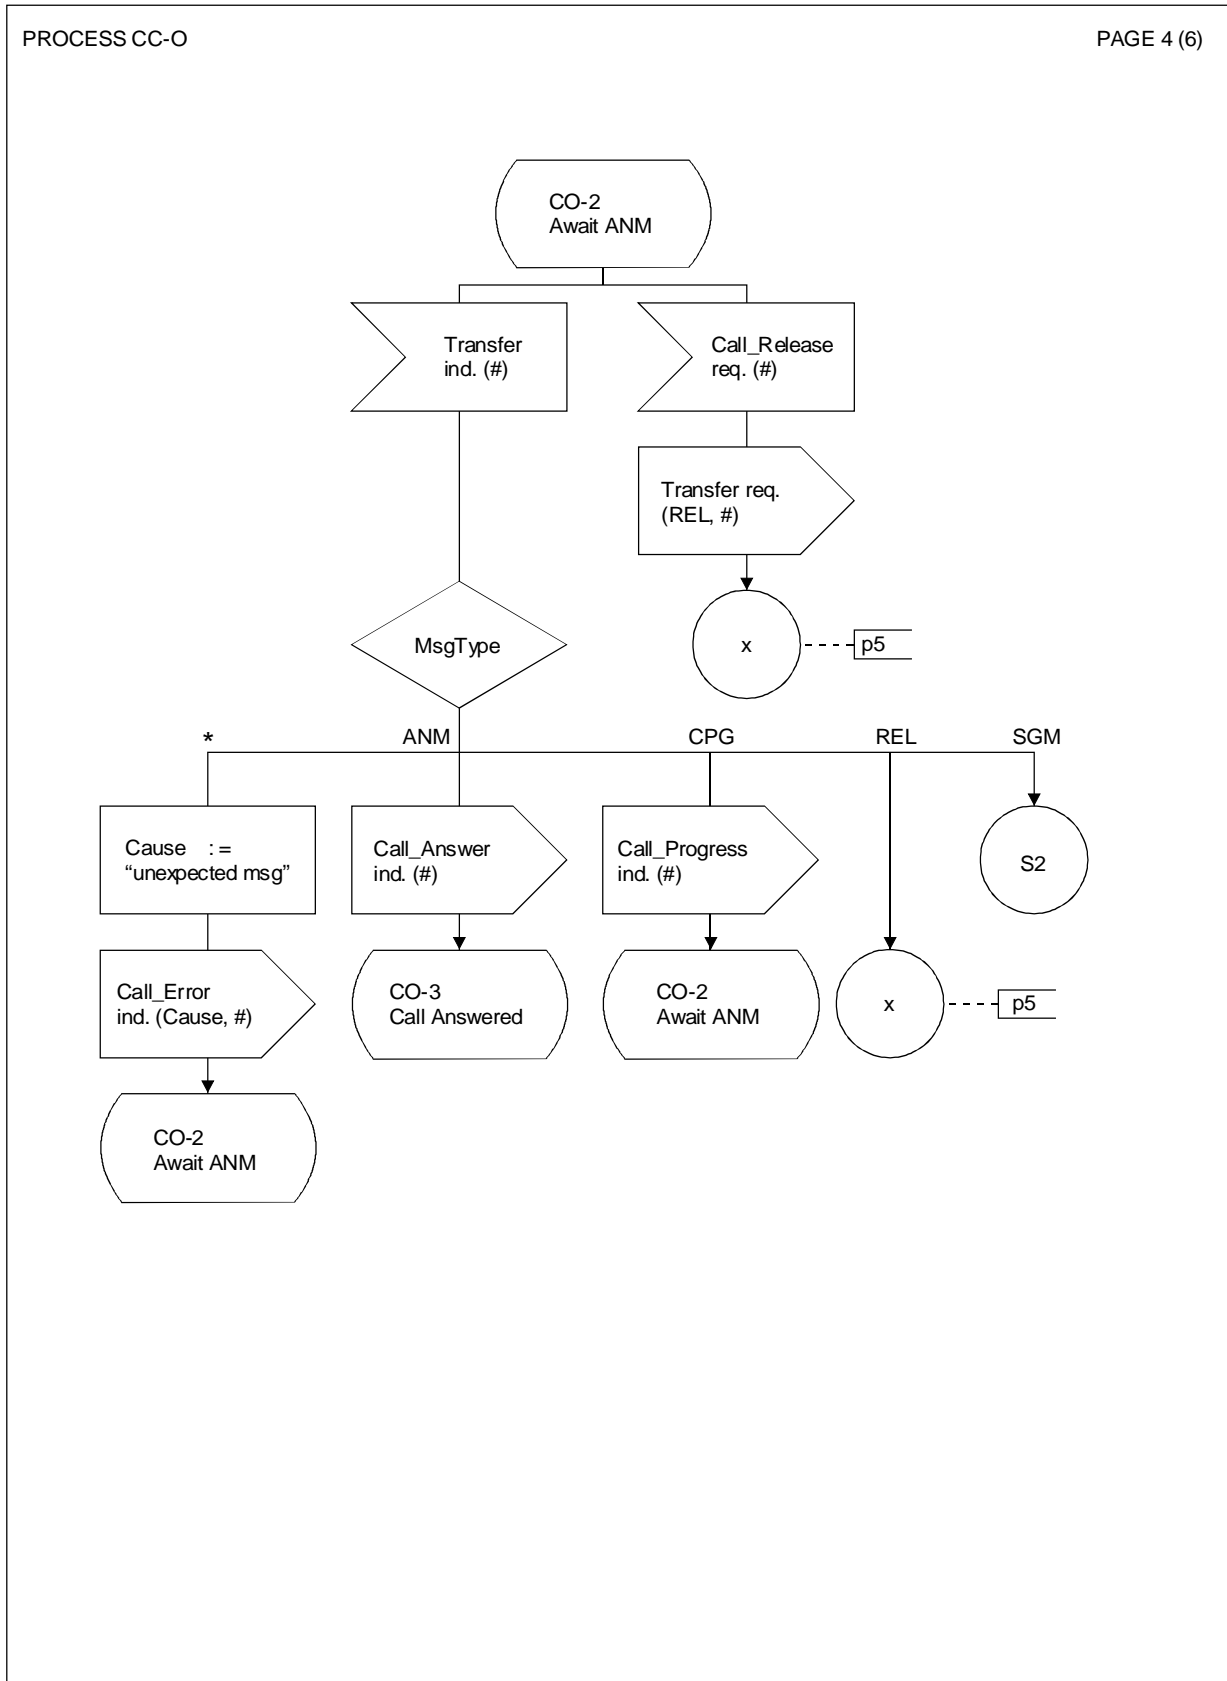 PROCESS CC-O
PAGE 4 (6)
CO-2
Await ANM
Transfer
ind. (#)
Call_Release
req. (#)
Transfer req.
(REL, #)
MsgType
x
p5
*
ANM
CPG
REL
SGM
Cause : =
“unexpected msg”
Call_Answer
ind. (#)
Call_Progress
ind. (#)
S2
Call_Error
ind. (Cause, #)
CO-3
Call Answered
CO-2
Await ANM
x
p5
CO-2
Await ANM